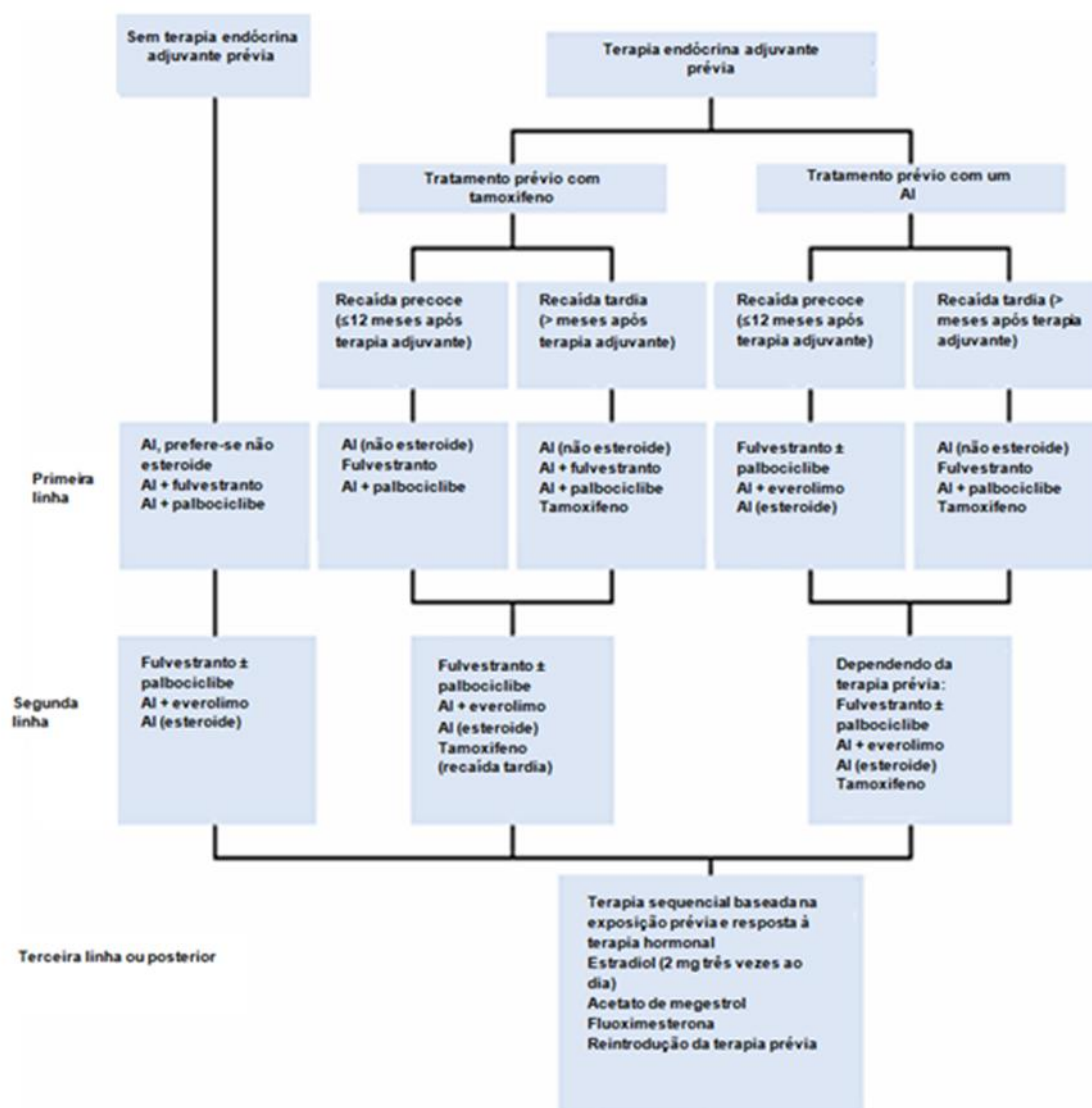 Sem terapia endócrina
adjuvante prévia
Terapia endócrina adjuvante
prévia
Tratamento prévio com
tamoxifeno
Tratamento prévio com um
AI
Recaída precoce
(≤12 meses após
terapia adjuvante)
Recaída tardia
(> meses após
terapia adjuvante)
Recaída precoce
(≤12 meses após
terapia adjuvante)
Recaída tardia (>
meses após terapia
adjuvante)
Primeira
linha
AI, prefere-se não
esteroide
AI + fulvestranto
AI + palbociclibe
AI (não esteroide)
Fulvestranto
AI + palbociclibe
AI (não esteroide)
AI + fulvestranto
AI + palbociclibe
Tamoxifeno
Fulvestranto ±
palbociclibe
AI + everolimo
AI (esteroide)
AI (não esteroide)
Fulvestranto
AI + palbociclibe
Tamoxifeno
Segunda
linha
Fulvestranto ±
palbociclibe
AI + everolimo
AI (esteroide)
Fulvestranto ±
palbociclibe
AI + everolimo
AI (esteroide)
Tamoxifeno
(recaída tardia)
Dependendo da
terapia prévia:
Fulvestranto ±
palbociclibe
AI + everolimo
AI (esteroide)
Tamoxifeno
Terceira linha ou posterior
Terapia sequencial baseada na
exposição prévia e resposta à
terapia hormonal
Estradiol (2 mg três vezes ao
dia)
Acetato de megestrol
Fluoximesterona
Reintrodução da terapia prévia